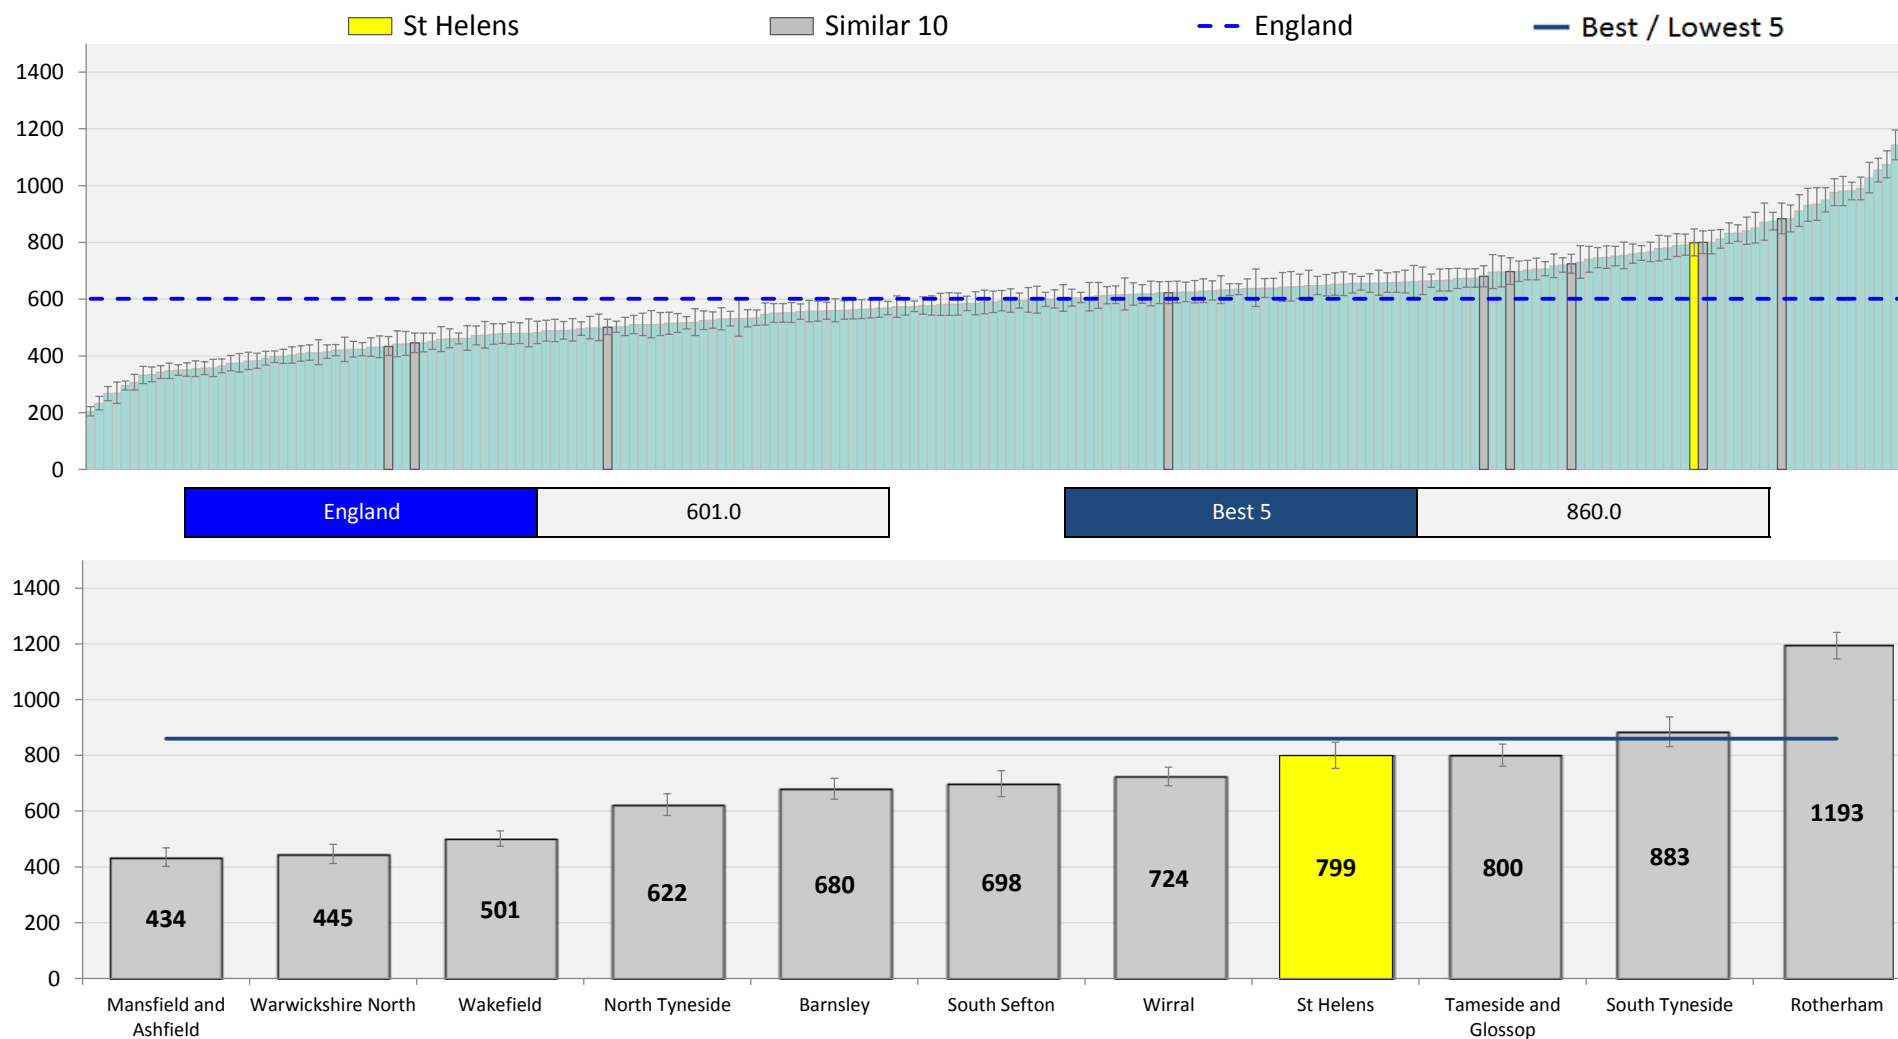 St Helens
Similar 10
England
Best / Lowest 5
1400
1200
1000
800
600
400
200
0
England 601.0
Best 5 860.0
1400
1200
1000
800
600
400
200
0
434
445
501
622
680
698
724
799
800
883
1193
Mansfield and
Ashfield
Warwickshire North
Wakefield
North Tyneside
Barnsley
South Sefton
Wirral
St Helens
Tameside and
Glossop
South Tyneside
Rotherham